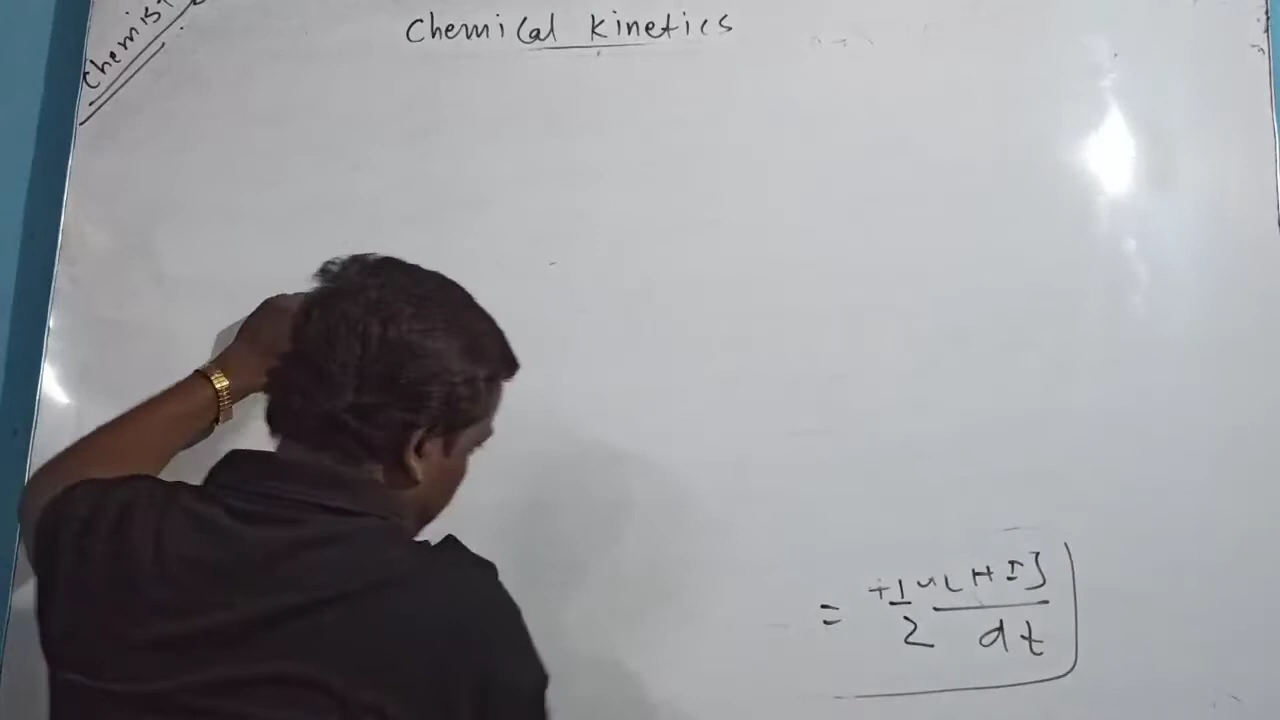 Chemist
Chemical Kinetics
= +1/2 d[HI]/dt